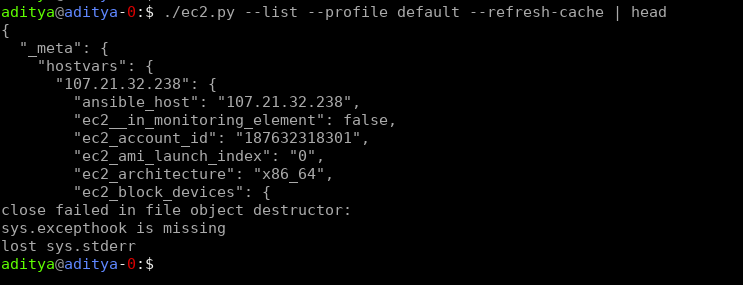 aditya@aditya-0:$ ./ec2.py --list --profile default --refresh-cache | head
{
  "_meta": {
    "hostvars": {
      "107.21.32.238": {
        "ansible_host": "107.21.32.238",
        "ec2__in_monitoring_element": false,
        "ec2_account_id": "187632318301",
        "ec2_ami_launch_index": "0",
        "ec2_architecture": "x86_64",
        "ec2_block_devices": {
close failed in file object destructor:
sys.excepthook is missing
lost sys.stderr
aditya@aditya-0:$